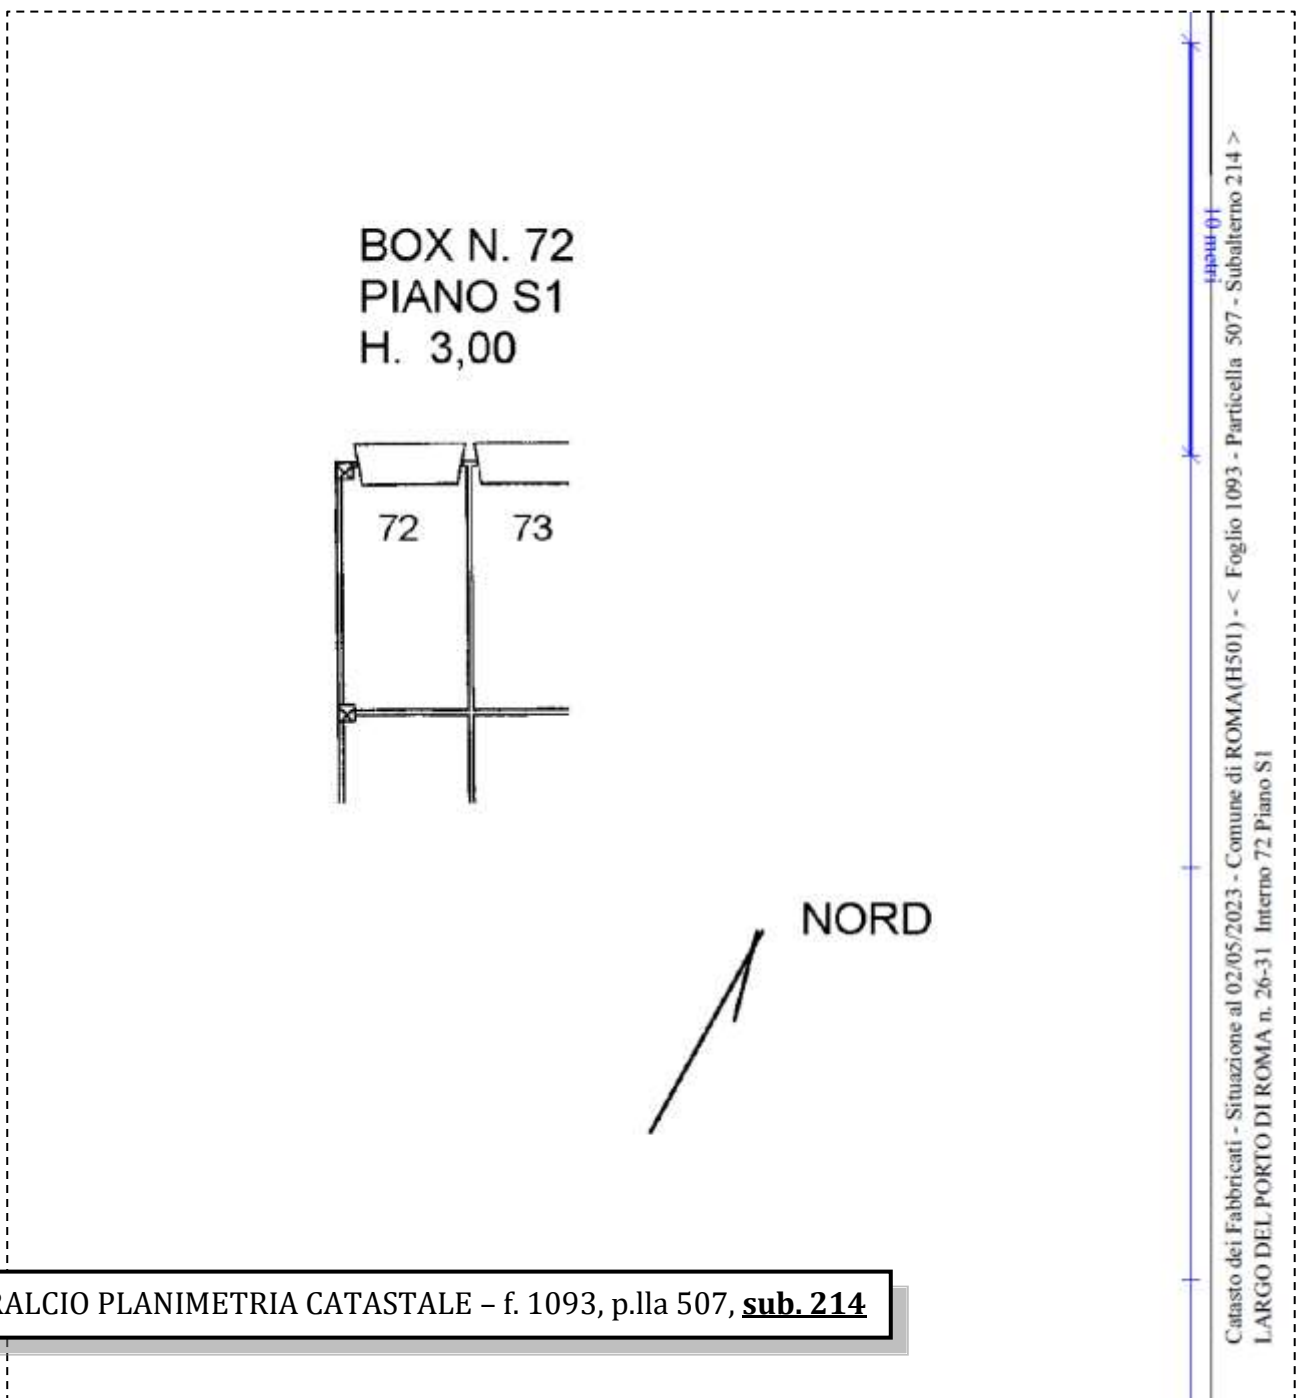 BOX N. 72
PIANO S1
H. 3,00
72 73
NORD
RALCIO PLANIMETRIA CATASTALE – f. 1093, p.lla 507, sub. 214
10 metri
Catasto dei Fabbricati - Situazione al 02/05/2023 - Comune di ROMA(H501) - < Foglio 1093 - Particella 507 - Subalterno 214 >
LARGO DEL PORTO DI ROMA n. 26-31 Interno 72 Piano S1